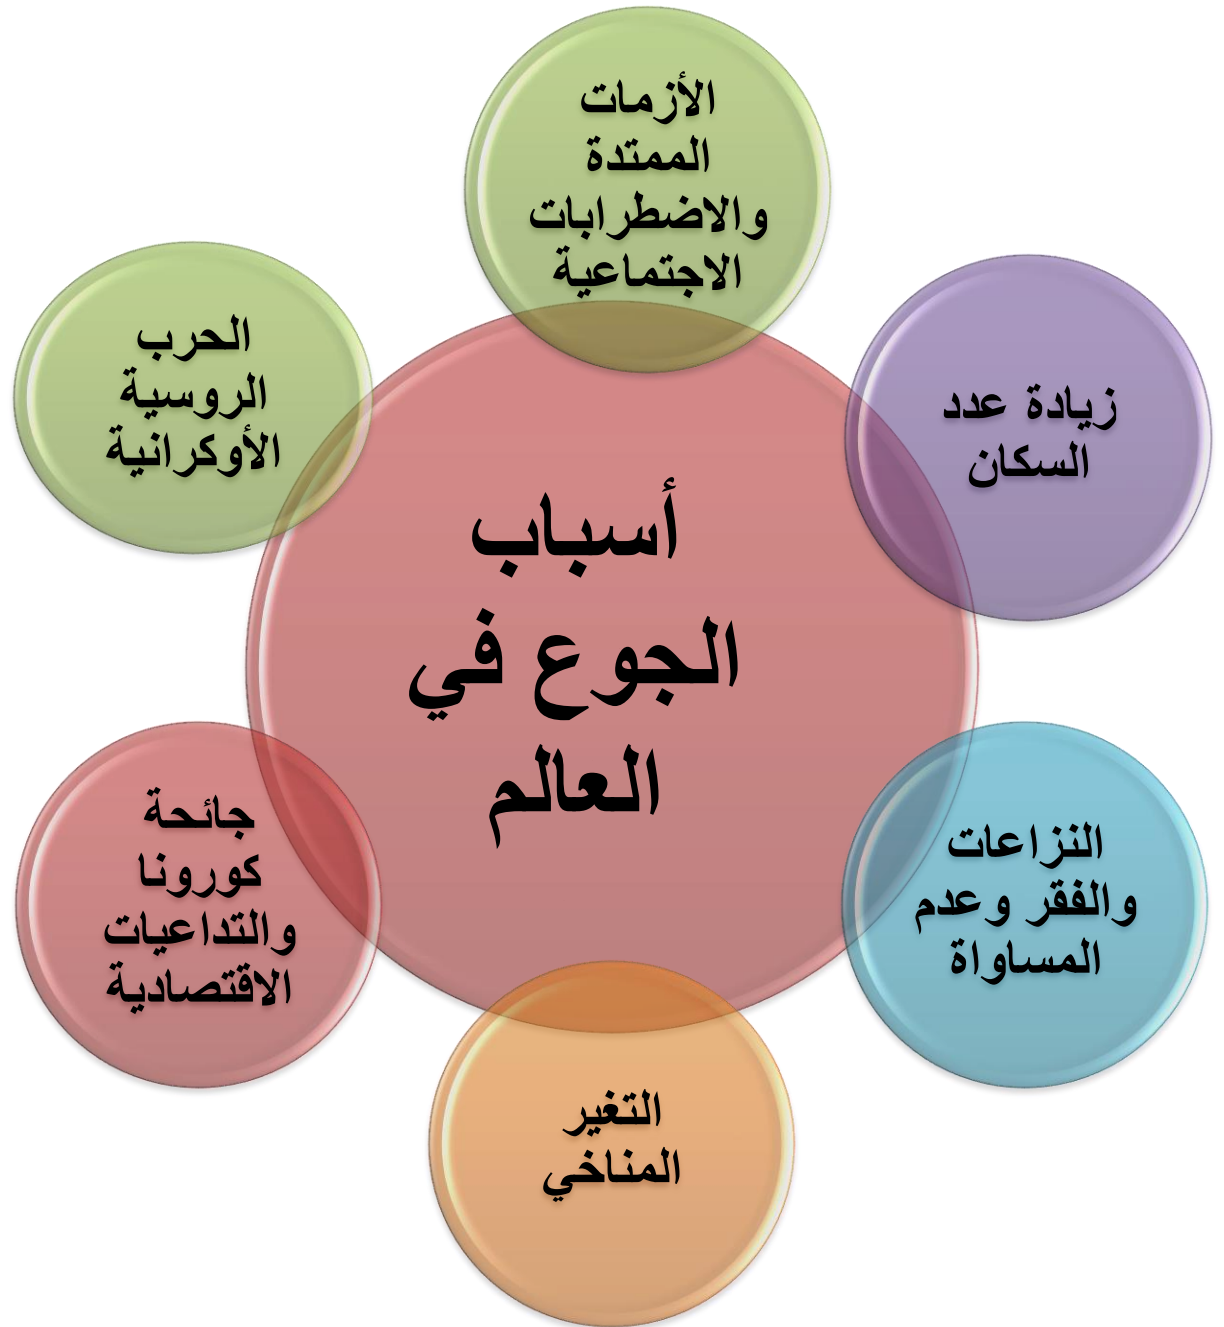 الأزمات
الممتدة
والاضطرابات
الاجتماعية
زيادة عدد
السكان
النزاعات
والفقر وعدم
المساواة
التغير
المناخي
جائحة
كورونا
والتداعيات
الاقتصادية
الحرب
الروسية
الأوكرانية
أسباب
الجوع في
العالم